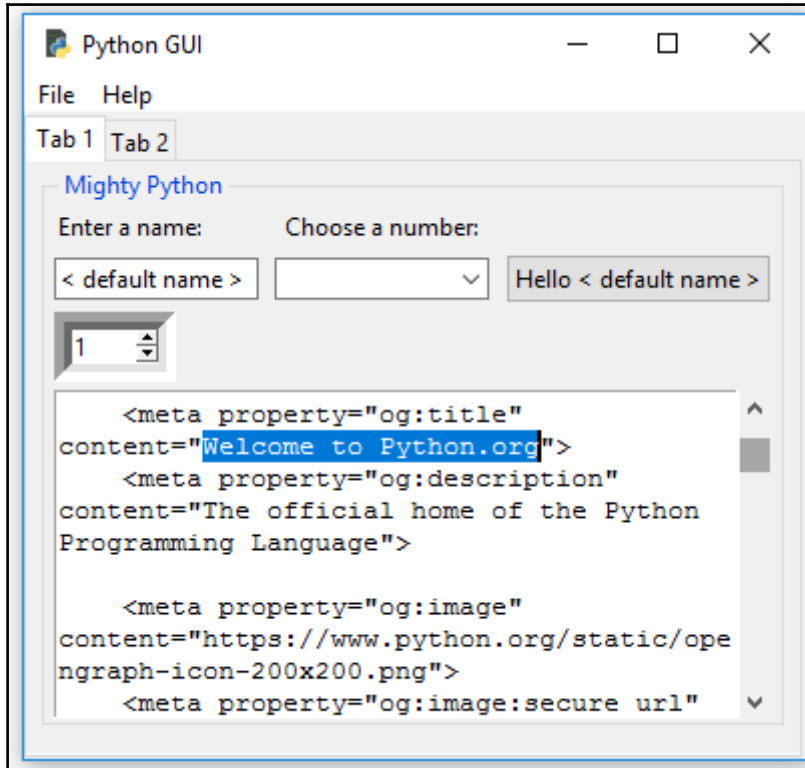 Python GUI
File Help
Tab 1 Tab 2
Mighty Python
Enter a name: Choose a number:
< default name > Hello < default name >
1
<meta property="og:title"
content="Welcome to Python.org">
<meta property="og:description"
content="The official home of the Python
Programming Language">
<meta property="og:image"
content="https://www.python.org/static/ope
ngraph-icon-200x200.png">
<meta property="og:image:secure url"